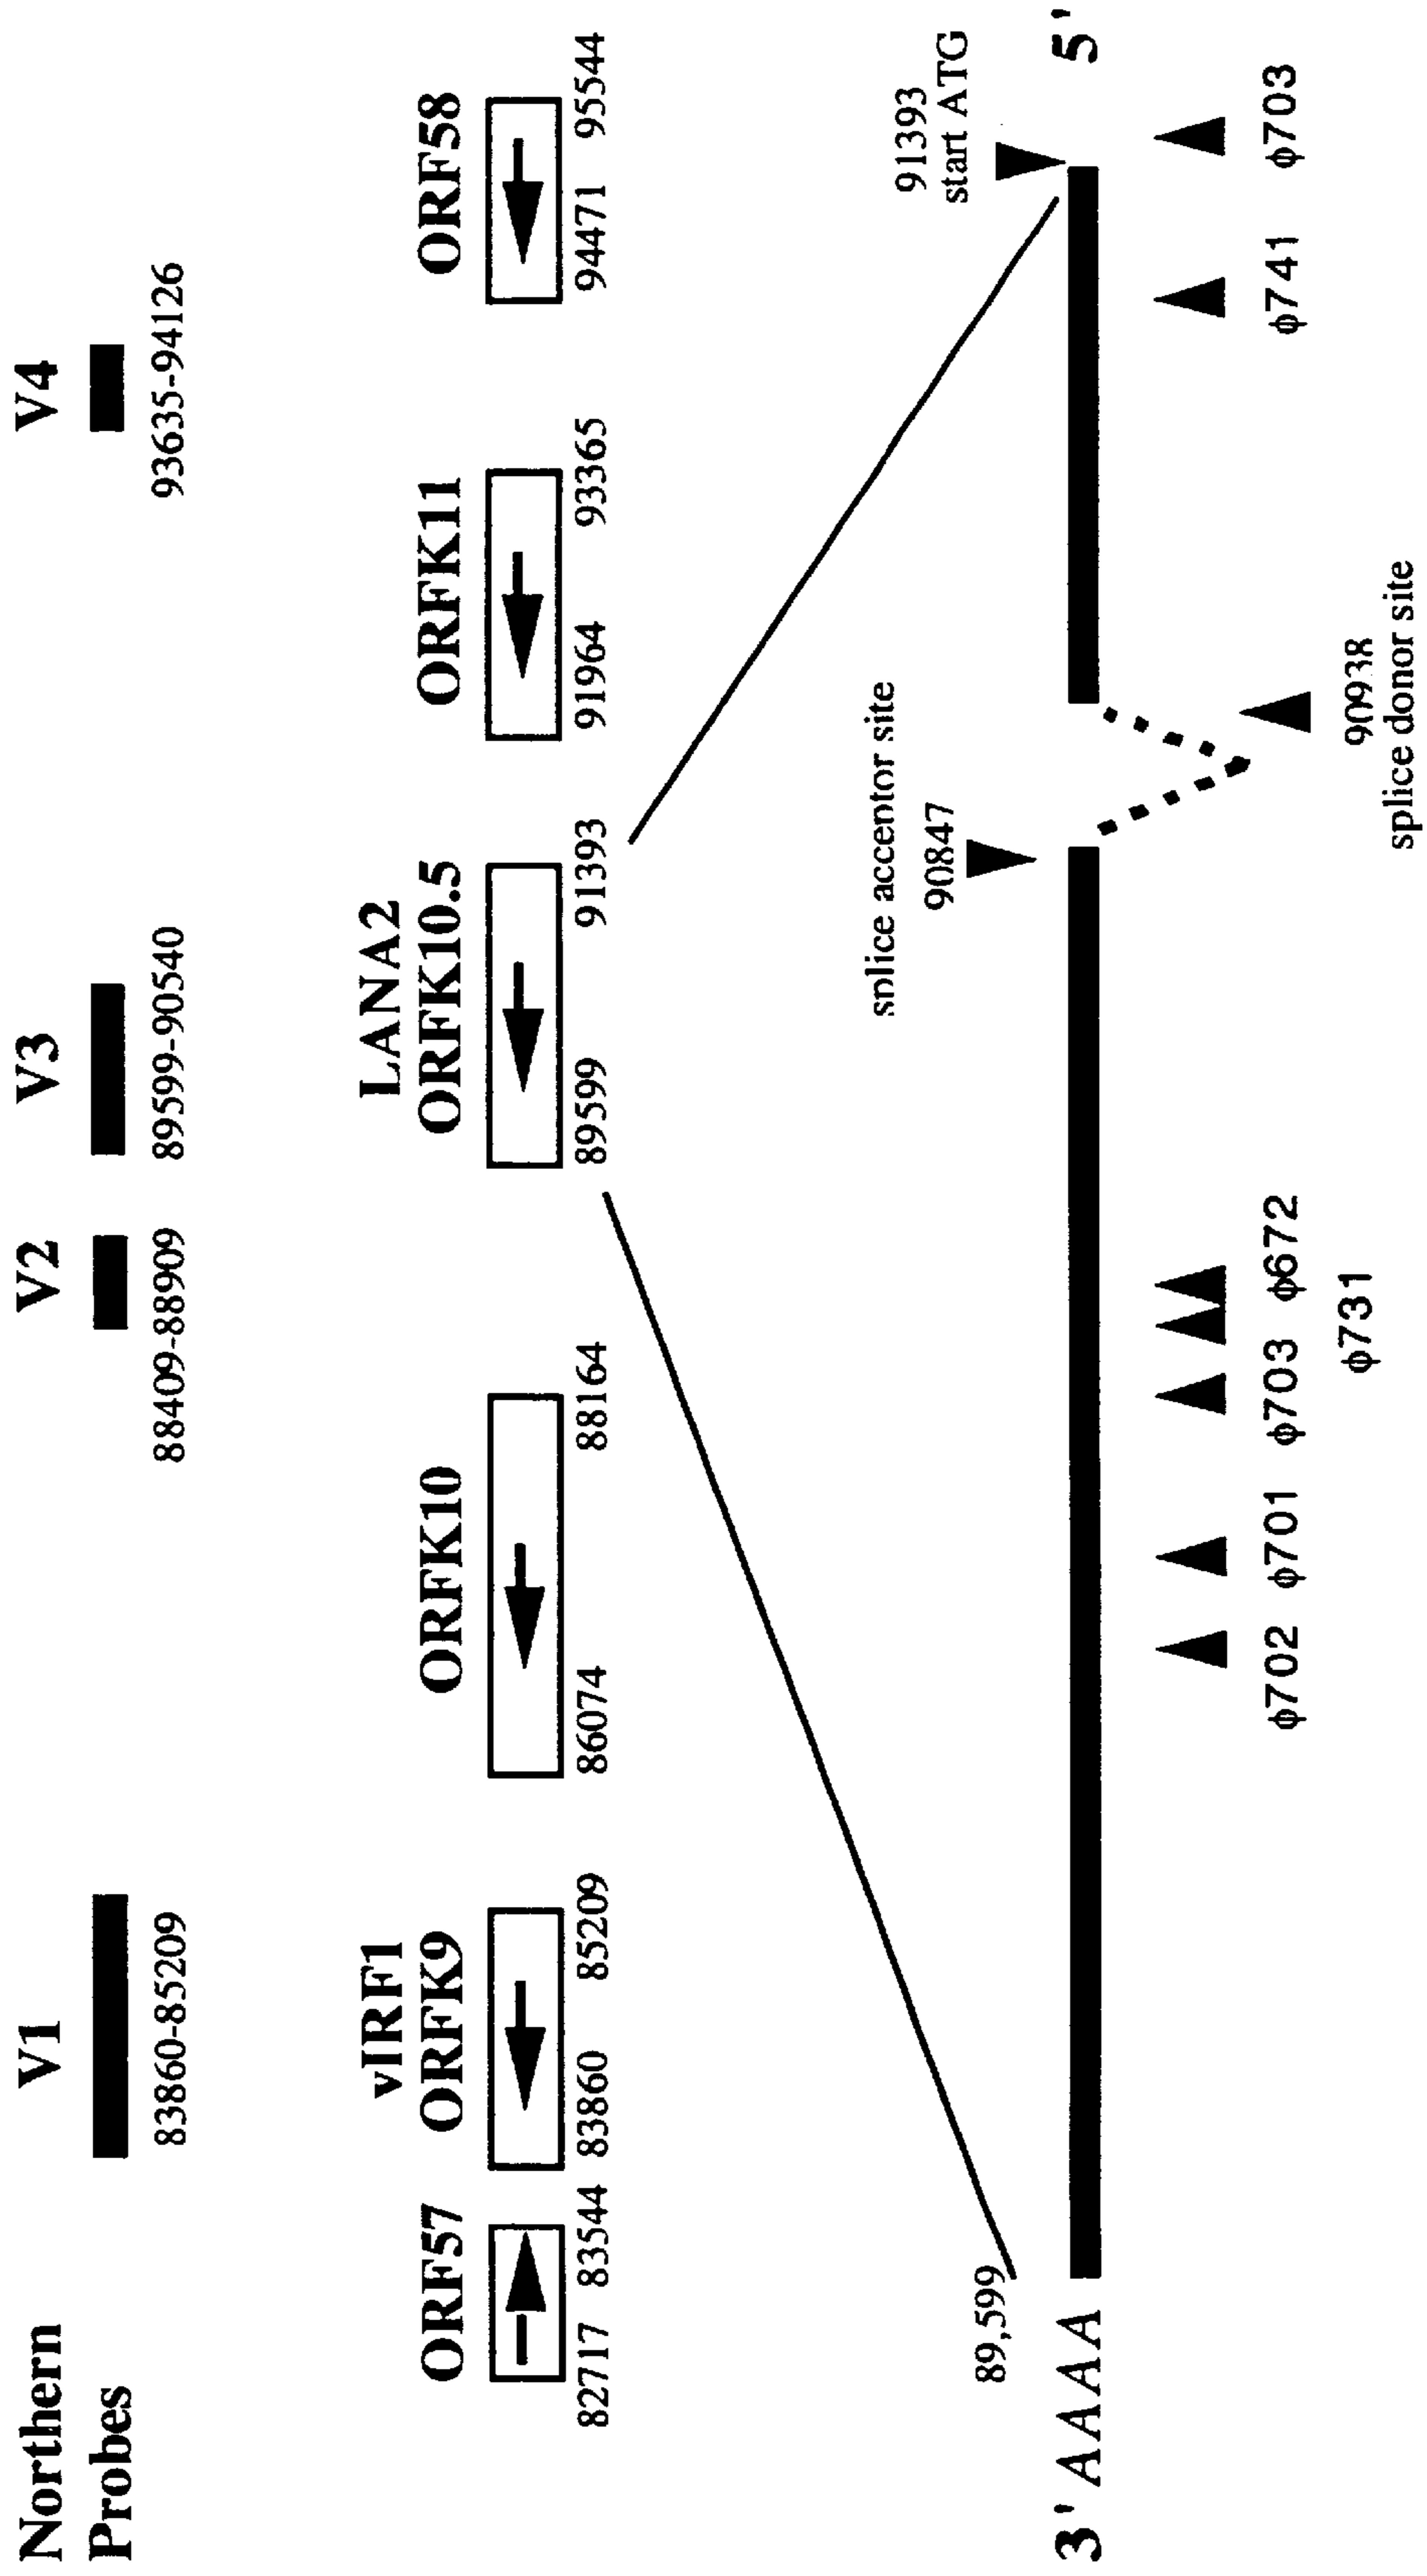 Northern
Probes
V1
V2
V3
V4
83860-85209
88409-88909
89599-90540
93635-94126
vIRF1
LANA2
ORF57
ORFK9
ORFK10
ORFK10.5
ORFK11
ORF58
82717 83544 83860 85209
86074 88164
89599 91393
91964 93365
94471 95544
splice accentor site
90847
91393
start ATG
89,599
3' AAAA
5'
ϕ702 ϕ701 ϕ703 ϕ672
ϕ731
ϕ741 ϕ703
90938
splice donor site